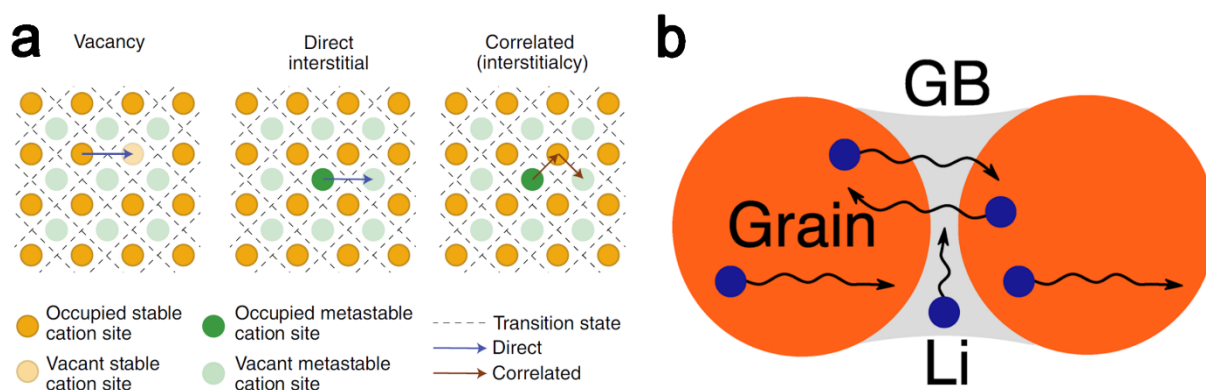 a
Vacancy
Direct
interstitial
Correlated
(interstitialcy)
Occupied stable
cation site
Vacant stable
cation site
Occupied metastable
cation site
Vacant metastable
cation site
Transition state
Direct
Correlated
b
GB
Grain
Li